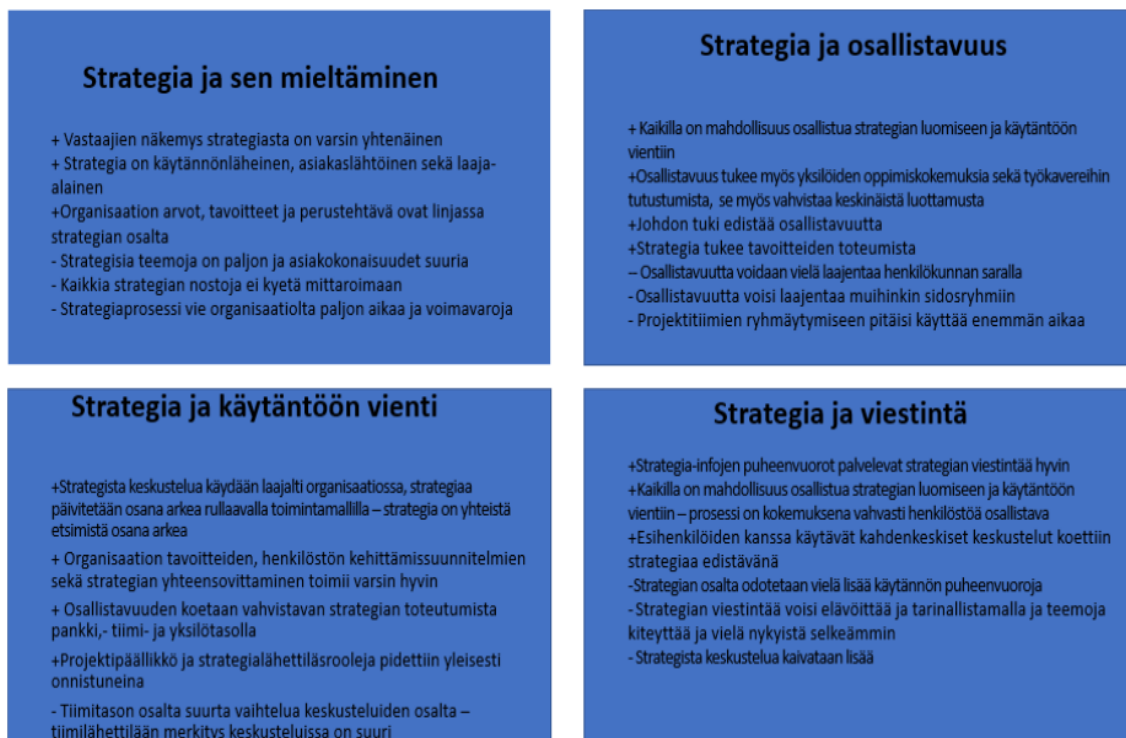 Strategia ja sen mieltäminen
+ Vastaajien näkemys strategiasta on varsin yhtenäinen
+ Strategia on käytännönläheinen, asiakaslähtöinen sekä laaja-
alainen
+Organisaation arvot, tavoitteet ja perustehtävä ovat linjassa
strategian osalta
- Strategisia teemoja on paljon ja asiakokonaisuudet suuria
- Kaikkia strategian nostoja ei kyetä mittaroimaan
- Strategiaprosessi vie organisaatiolta paljon aikaa ja voimavaroja
Strategia ja osallistavuus
+ Kaikilla on mahdollisuus osallistua strategian luomiseen ja käytäntöön
vientiin
+Osallistavuus tukee myös yksilöiden oppimiskokemuksia sekä työkavereihin
tutustumista, se myös vahvistaa keskinäistä luottamusta
+Johdon tuki edistää osallistavuutta
+Strategia tukee tavoitteiden toteumista
– Osallistavuutta voidaan vielä laajentaa henkilökunnan saralla
- Osallistavuutta voisi laajentaa muihinkin sidosryhmiin
- Projektitiimien ryhmäytymiseen pitäisi käyttää enemmän aikaa
Strategia ja käytäntöön vienti
+Strategista keskustelua käydään laajalti organisaatiossa, strategiaa
päivitetään osana arkea rullaavalla toimintamallilla – strategia on yhteistä
etsimistä osana arkea
+ Organisaation tavoitteiden, henkilöstön kehittämissuunnitelmien
sekä strategian yhteensovittaminen toimii varsin hyvin
+ Osallistavuuden koetaan vahvistavan strategian toteutumista
pankki,- tiimi- ja yksilötasolla
+Projektipäällikkö ja strategialähettiläsrooleja pidettiin yleisesti
onnistuneina
- Tiimitason osalta suurta vaihtelua keskusteluiden osalta –
tiimilähettilään merkitys keskusteluissa on suuri
Strategia ja viestintä
+Strategia-infojen puheenvuorot palvelevat strategian viestintää hyvin
+Kaikilla on mahdollisuus osallistua strategian luomiseen ja käytäntöön
vientiin – prosessi on kokemuksena vahvasti henkilöstöä osallistava
+Esihenkilöiden kanssa käytävät kahdenkeskiset keskustelut koettiin
strategiaa edistävänä
-Strategian osalta odotetaan vielä lisää käytännön puheenvuoroja
- Strategian viestintää voisi elävöittää ja tarinallistamalla ja teemoja
kiteyttää ja vielä nykyistä selkeämmin
- Strategista keskustelua kaivataan lisää